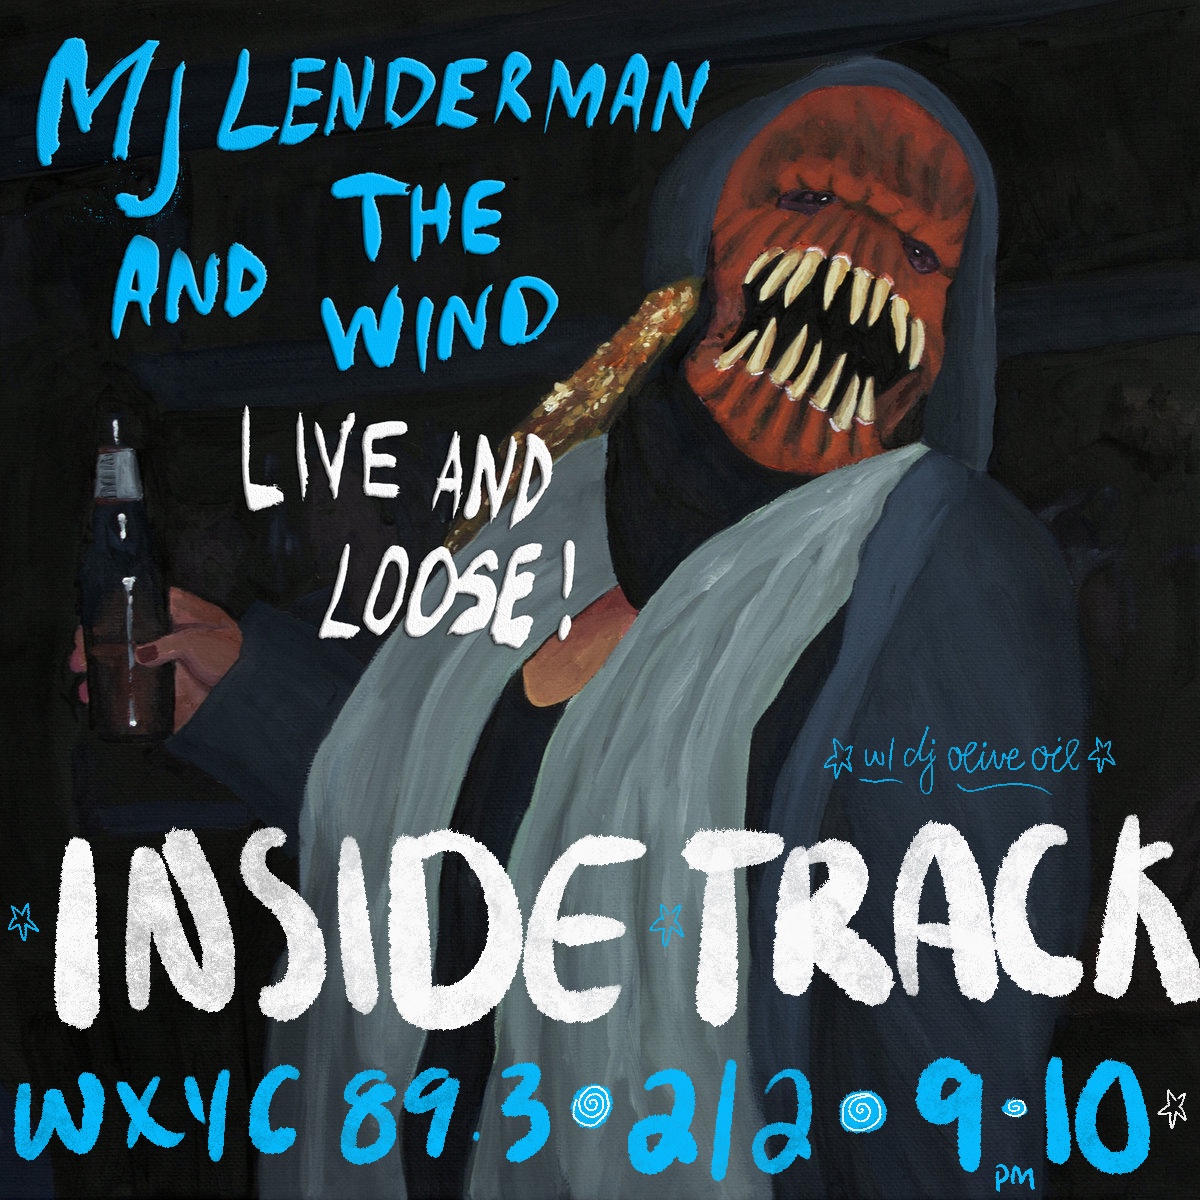 MJ LENDERMAN
AND THE WIND
LIVE AND
LOOSE!
w/ dj olive oil
INSIDE TRACK
WXYC 89.3 2/2 9-10
PM